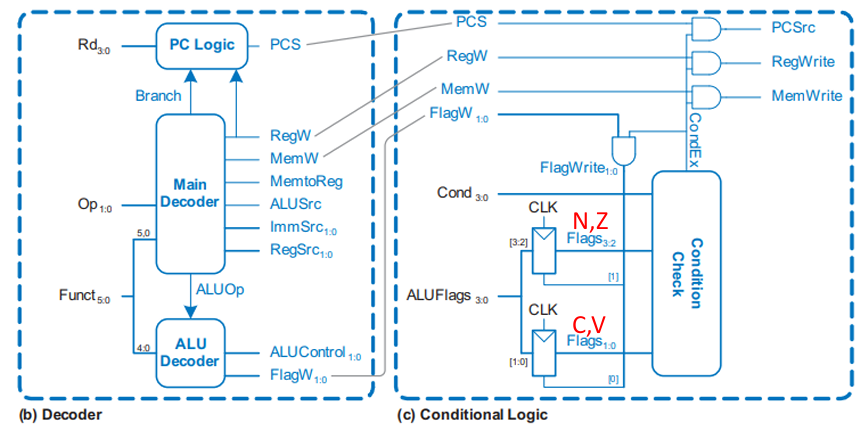 Rd3:0
PC Logic
PCS
Branch
RegW
MemW
MemtoReg
ALUSrc
ImmSrc1:0
RegSrc1:0
Main
Decoder
Op1:0
5,0
Funct5:0
ALUOp
4:0
ALU
Decoder
ALUControl1:0
FlagW1:0
(b) Decoder
PCS
PCSrc
RegW
RegWrite
MemW
MemWrite
FlagW1:0
CondEx
FlagWrite1:0
Cond3:0
CLK
N,Z
[3:2]
Flags3:2
[1]
ALUFlags3:0
CLK
C,V
[1:0]
Flags1:0
[0]
Condition
Check
(c) Conditional Logic